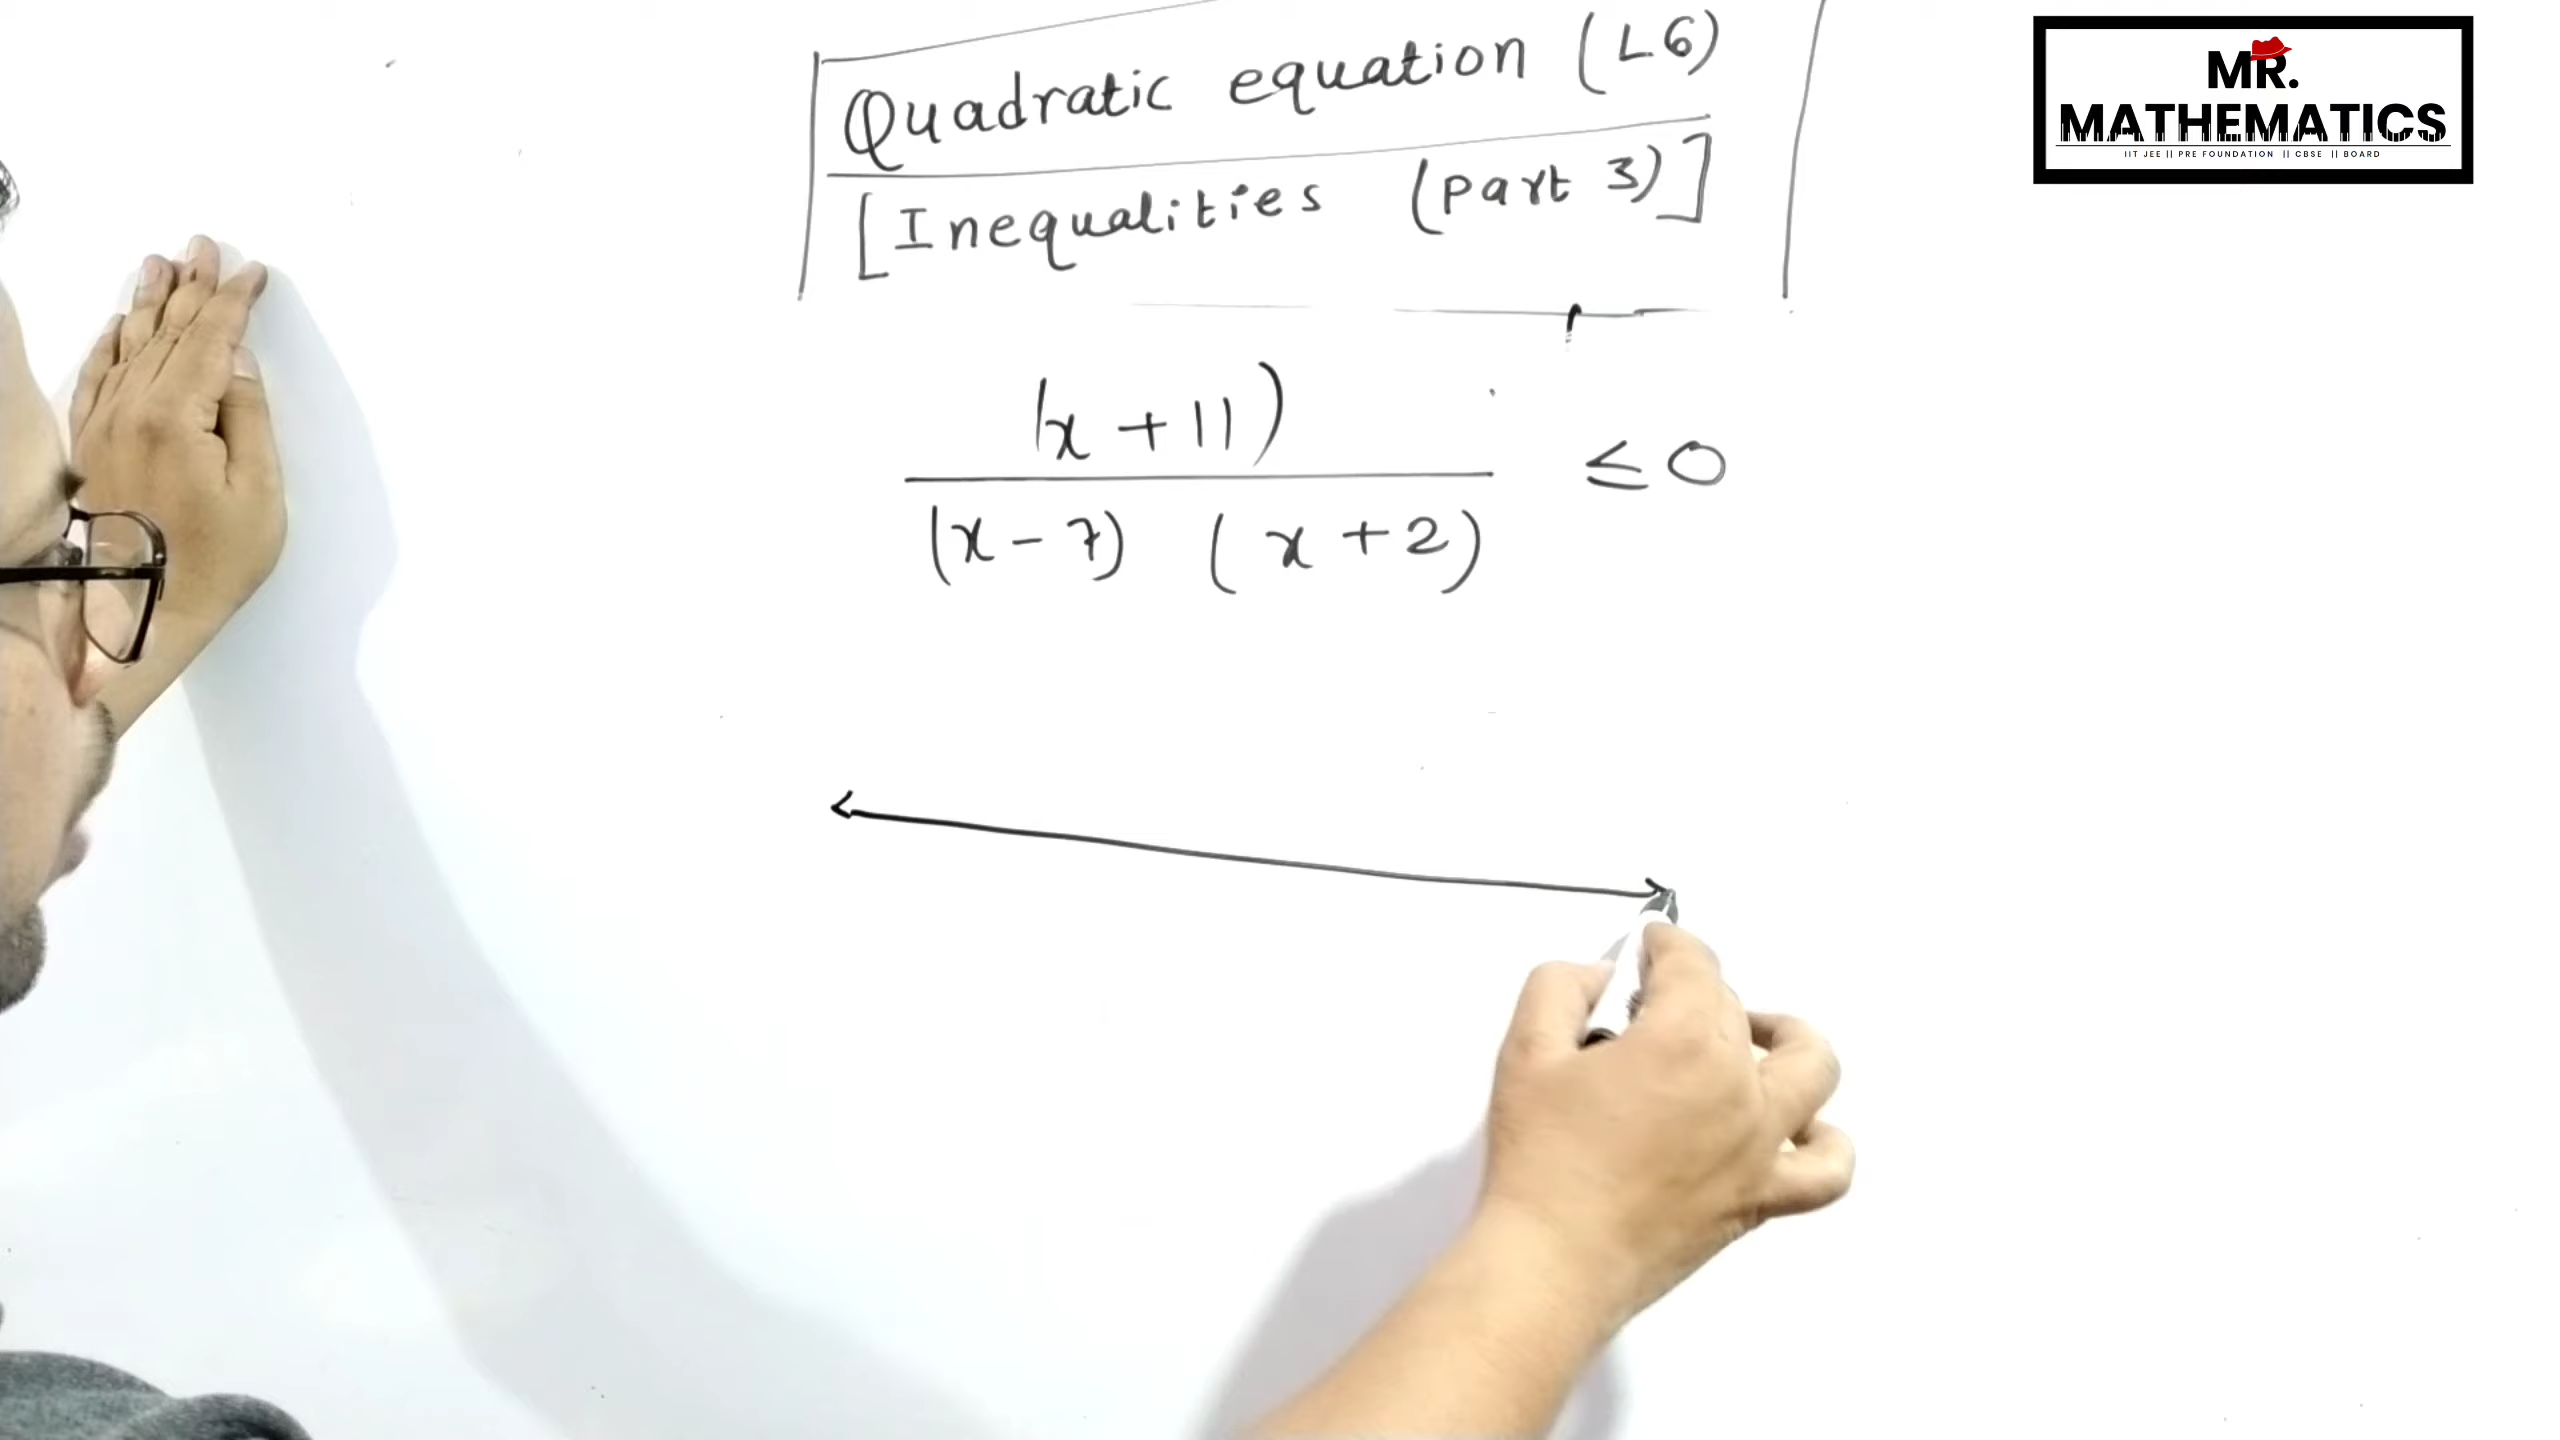 Quadratic equation (L6)
[Inequalities (Part 3)]
(x + 11)
(x - 7) (x + 2)
≤ 0
MR.
MATHEMATICS
IIT JEE || PRE FOUNDATION || CBSE || BOARD